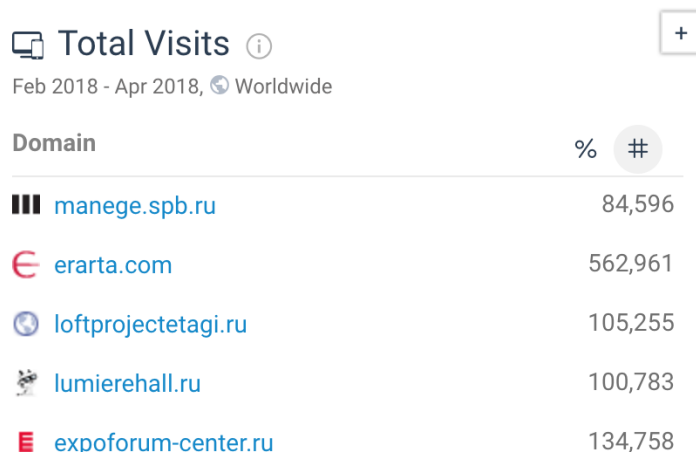 Total Visits
Feb 2018 - Apr 2018, Worldwide
Domain % #
manege.spb.ru 84,596
erarta.com 562,961
loftprojectetagi.ru 105,255
lumierehall.ru 100,783
expoforum-center.ru 134,758